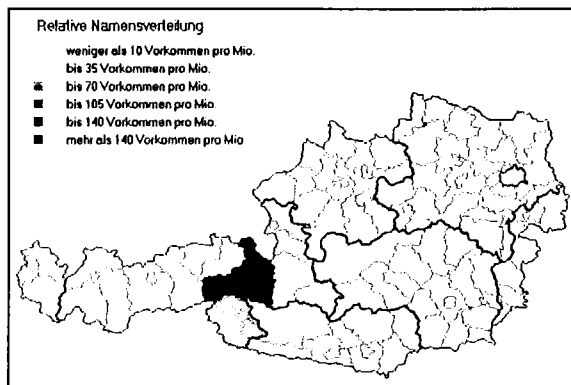 Relative Namensverteilung
weniger als 10 Vorkommen pro Mio.
bis 35 Vorkommen pro Mio.
bis 70 Vorkommen pro Mio.
bis 105 Vorkommen pro Mio.
bis 140 Vorkommen pro Mio.
mehr als 140 Vorkommen pro Mio